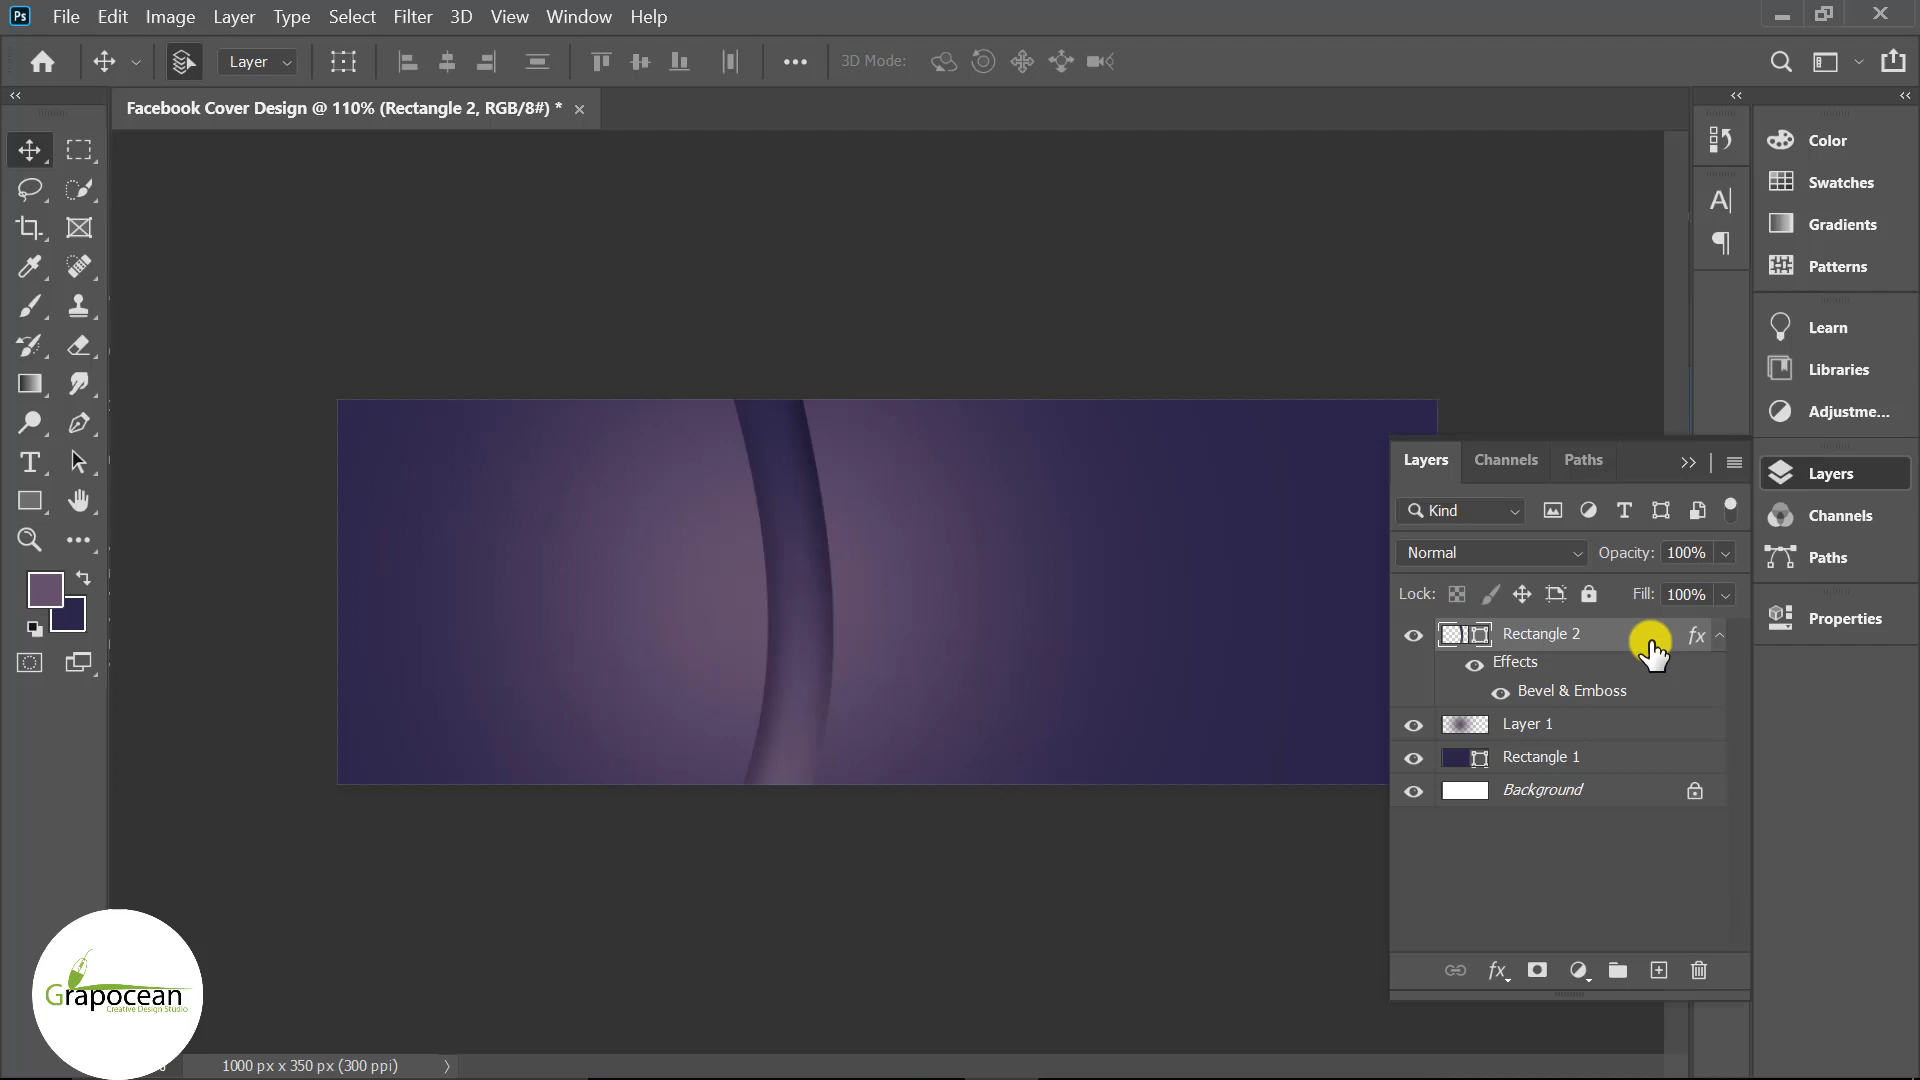 Ps File Edit Image Layer Type Select Filter 3D View Window Help
Layer 3D Mode:
Facebook Cover Design @ 110% (Rectangle 2, RGB/8#) *
Color
Swatches
Gradients
Patterns
Learn
Libraries
Adjustme...
Layers
Channels
Paths
Properties
Layers Channels Paths
Kind
Normal Opacity: 100%
Lock: Fill: 100%
Rectangle 2 fx
Effects
Bevel & Emboss
Layer 1
Rectangle 1
Background
fx
Grapocean
Creative Design Studio
1000 px x 350 px (300 ppi)